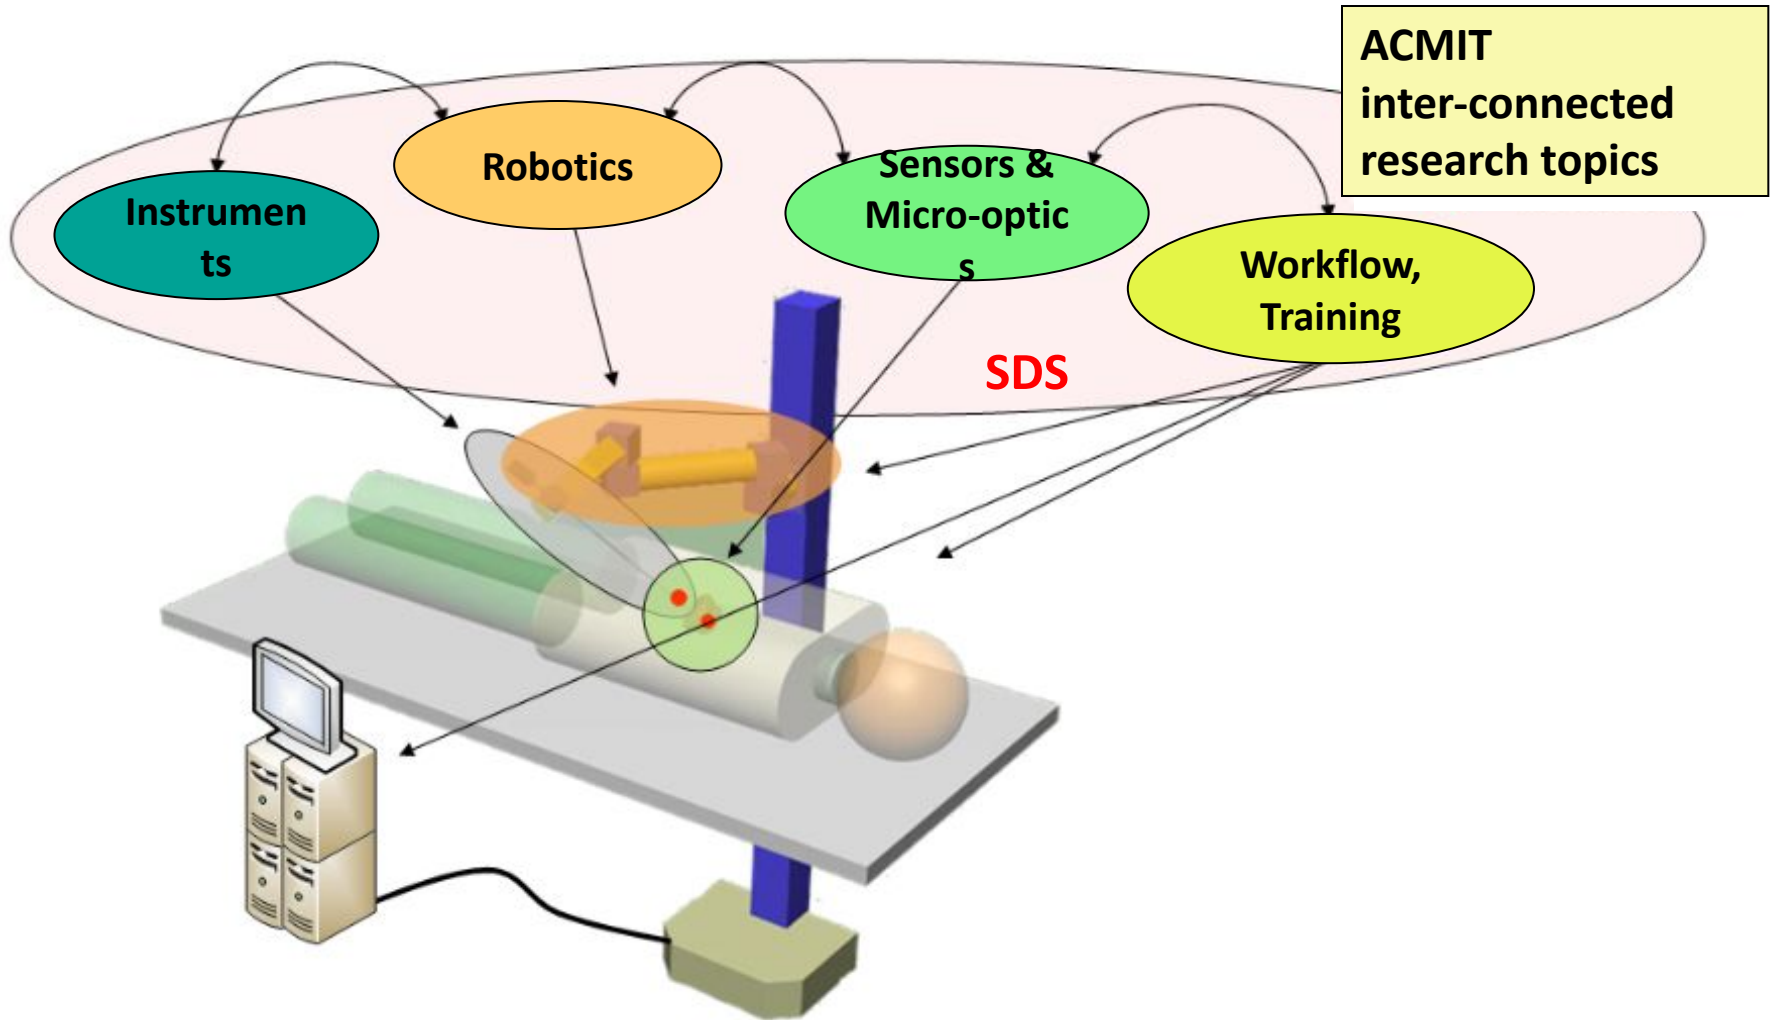 ACMIT
inter-connected
research topics
Robotics
Sensors &
Micro-optic
s
Instrumen
ts
Workflow,
Training
SDS